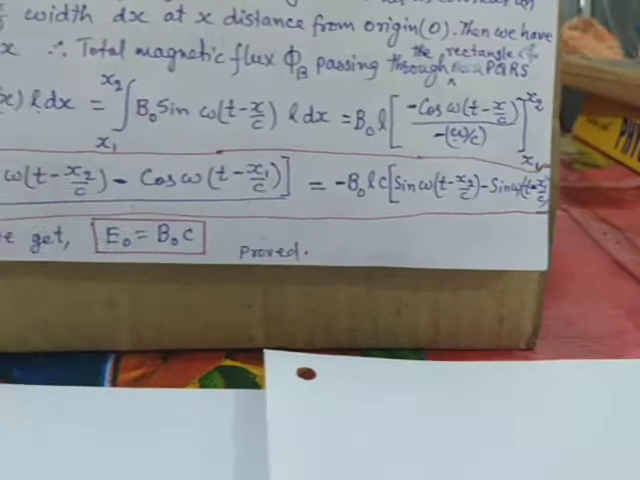 width dx at x distance from origin (0). Then we have
x ∴ Total magnetic flux Φ_B passing through the rectangle PQRS
x) l dx = ∫_{x₁}^{x₂} B₀ Sin ω(t - x/c) l dx = B₀ l [ -Cos ω(t - x/c) / -(ω/c) ]_{x₁}^{x₂}
ω(t - x₂/c) - Cos ω(t - x₁/c)] = -B₀ l c [Sin ω(t - x₂/c) - Sin ω(t - x₁/c)
e get, E₀ = B₀ c Proved.